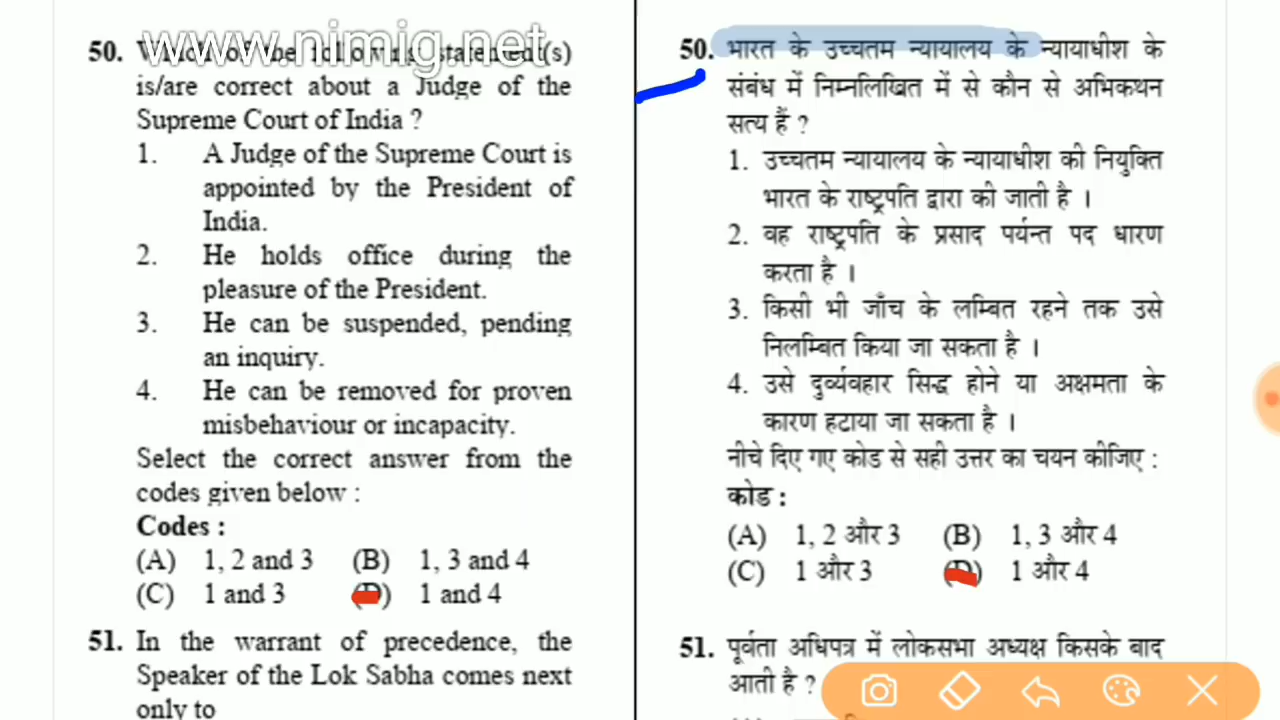 www.nimig.net
50. Which of the following statement(s)
is/are correct about a Judge of the
Supreme Court of India ?
1. A Judge of the Supreme Court is
appointed by the President of
India.
2. He holds office during the
pleasure of the President.
3. He can be suspended, pending
an inquiry.
4. He can be removed for proven
misbehaviour or incapacity.
Select the correct answer from the
codes given below :
Codes :
(A) 1, 2 and 3 (B) 1, 3 and 4
(C) 1 and 3 (D) 1 and 4
51. In the warrant of precedence, the
Speaker of the Lok Sabha comes next
only to
50. भारत के उच्चतम न्यायालय के न्यायाधीश के
संबंध में निम्नलिखित में से कौन से अभिकथन
सत्य हैं ?
1. उच्चतम न्यायालय के न्यायाधीश की नियुक्ति
भारत के राष्ट्रपति द्वारा की जाती है ।
2. वह राष्ट्रपति के प्रसाद पर्यन्त पद धारण
करता है ।
3. किसी भी जाँच के लम्बित रहने तक उसे
निलम्बित किया जा सकता है ।
4. उसे दुर्व्यवहार सिद्ध होने या अक्षमता के
कारण हटाया जा सकता है ।
नीचे दिए गए कोड से सही उत्तर का चयन कीजिए :
कोड :
(A) 1, 2 और 3 (B) 1, 3 और 4
(C) 1 और 3 (D) 1 और 4
51. पूर्वता अधिपत्र में लोकसभा अध्यक्ष किसके बाद
आती है ?